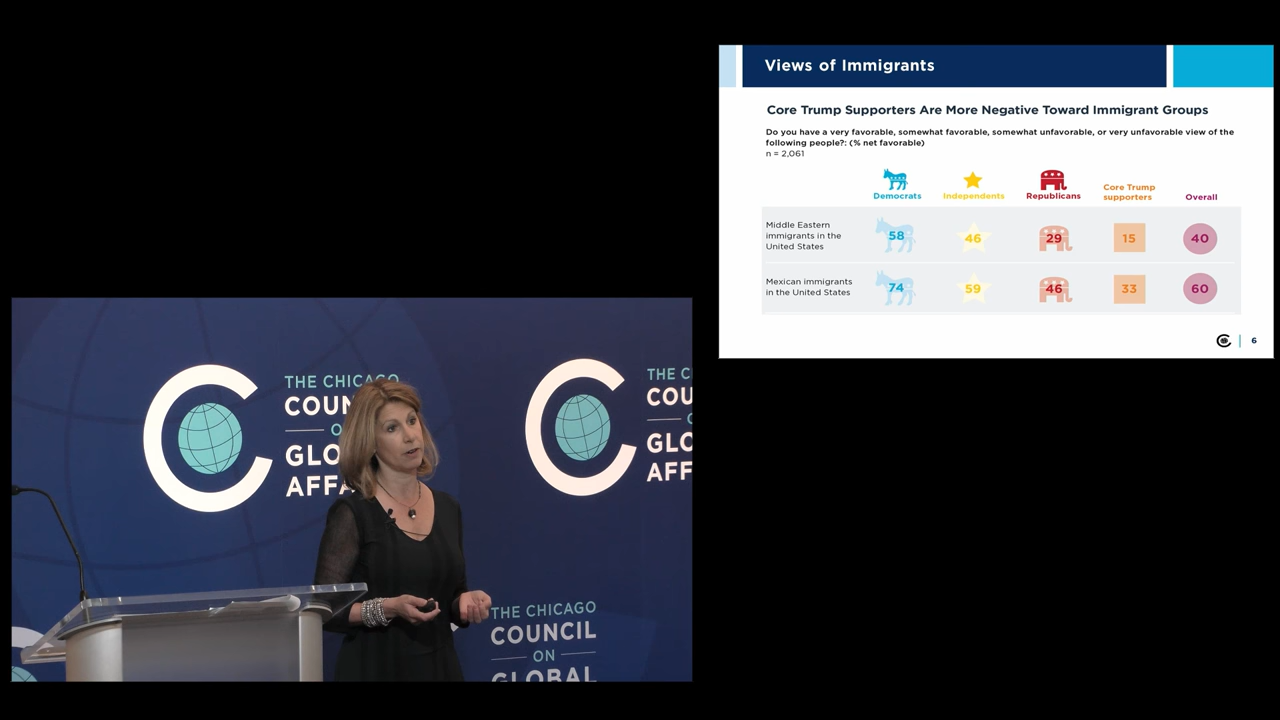 Views of Immigrants
Core Trump Supporters Are More Negative Toward Immigrant Groups
Do you have a very favorable, somewhat favorable, somewhat unfavorable, or very unfavorable view of the
following people?: (% net favorable)
n = 2,061
Democrats
Independents
Republicans
Core Trump
supporters
Overall
Middle Eastern
immigrants in the
United States
58
46
29
15
40
Mexican immigrants
in the United States
74
59
46
33
60
6
THE CHICAGO
COUN
O
GLO
AFFA
THE C
COU
O
GLO
AFF
THE CHICAGO
COUNCIL
ON
GLOBAL